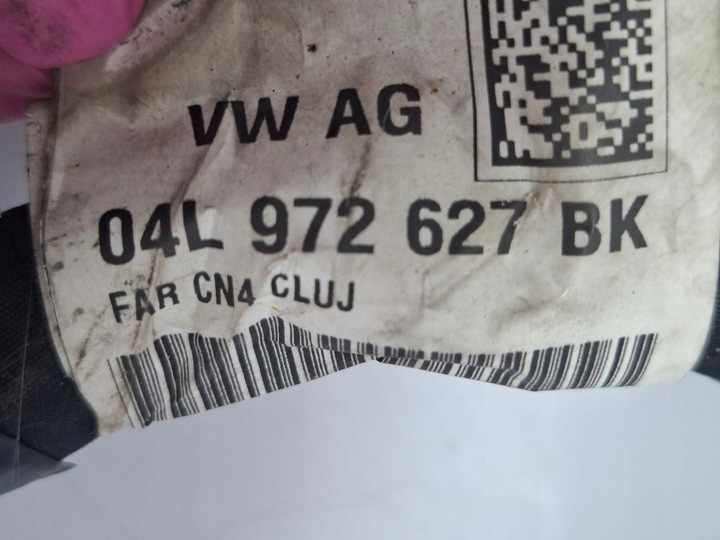 VW AG
04L 972 627 BK
FAR CN4 CLUJ